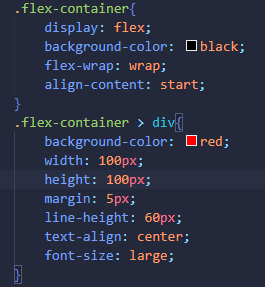 .flex-container{
    display: flex;
    background-color: black;
    flex-wrap: wrap;
    align-content: start;
}
.flex-container > div{
    background-color: red;
    width: 100px;
    height: 100px;
    margin: 5px;
    line-height: 60px;
    text-align: center;
    font-size: large;
}